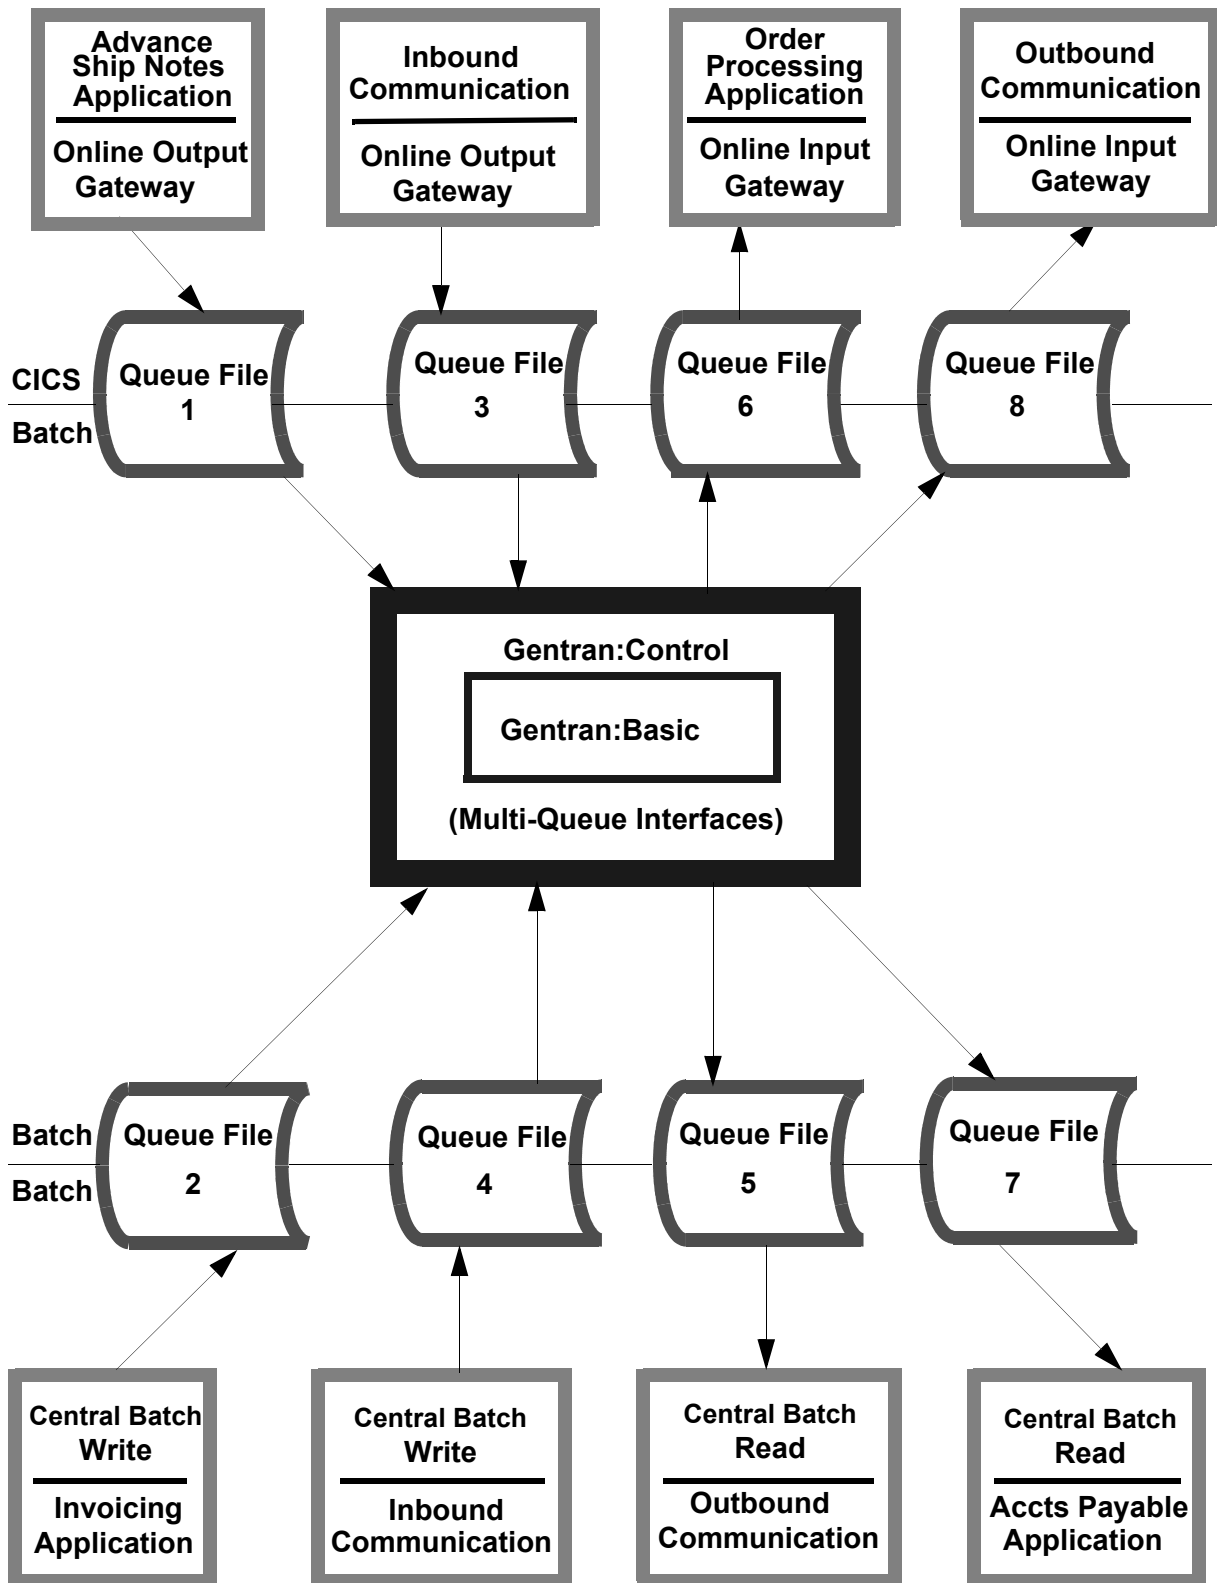 Advance
Ship Notes
Application
Online Output
Gateway
Inbound
Communication
Online Output
Gateway
Order
Processing
Application
Online Input
Gateway
Outbound
Communication
Online Input
Gateway
CICS
Batch
Queue File
1
Queue File
3
Queue File
6
Queue File
8
Gentran:Control
Gentran:Basic
(Multi-Queue Interfaces)
Batch
Batch
Queue File
2
Queue File
4
Queue File
5
Queue File
7
Central Batch
Write
Invoicing
Application
Central Batch
Write
Inbound
Communication
Central Batch
Read
Outbound
Communication
Central Batch
Read
Accts Payable
Application